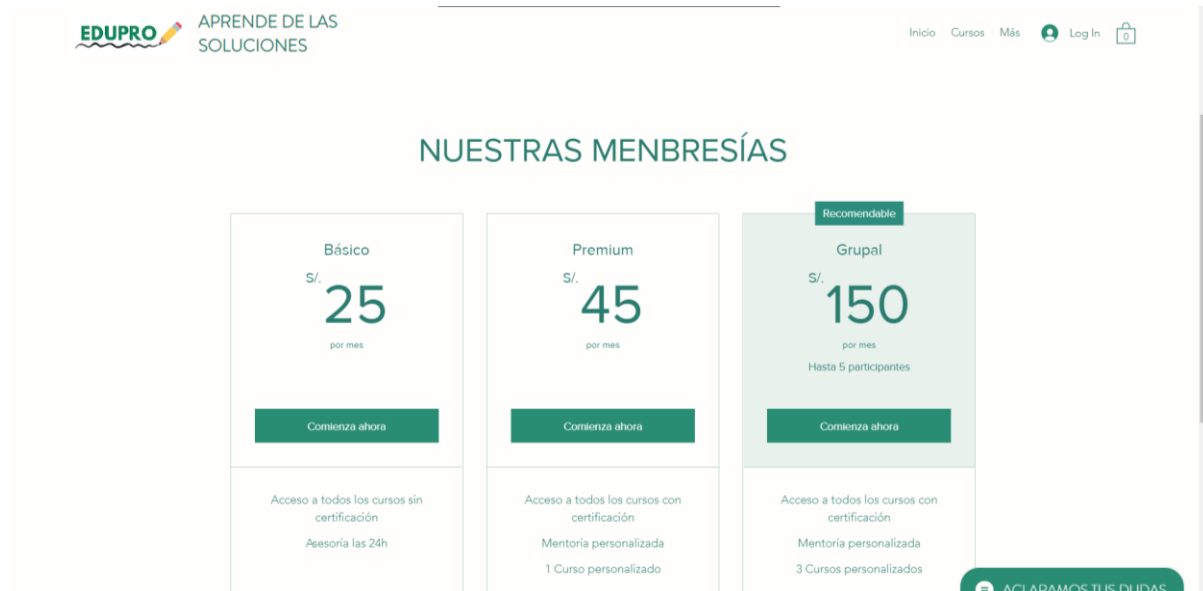 EDUPRO
APRENDE DE LAS
SOLUCIONES
Inicio Cursos Más Log In 0
NUESTRAS MENBRESÍAS
Básico
S/.
25
por mes
Comienza ahora
Acceso a todos los cursos sin
certificación
Asesoría las 24h
Premium
S/.
45
por mes
Comienza ahora
Acceso a todos los cursos con
certificación
Mentoría personalizada
1 Curso personalizado
Recomendable
Grupal
S/.
150
por mes
Hasta 5 participantes
Comienza ahora
Acceso a todos los cursos con
certificación
Mentoría personalizada
3 Cursos personalizados
ACLARAMOS TUS DUDAS